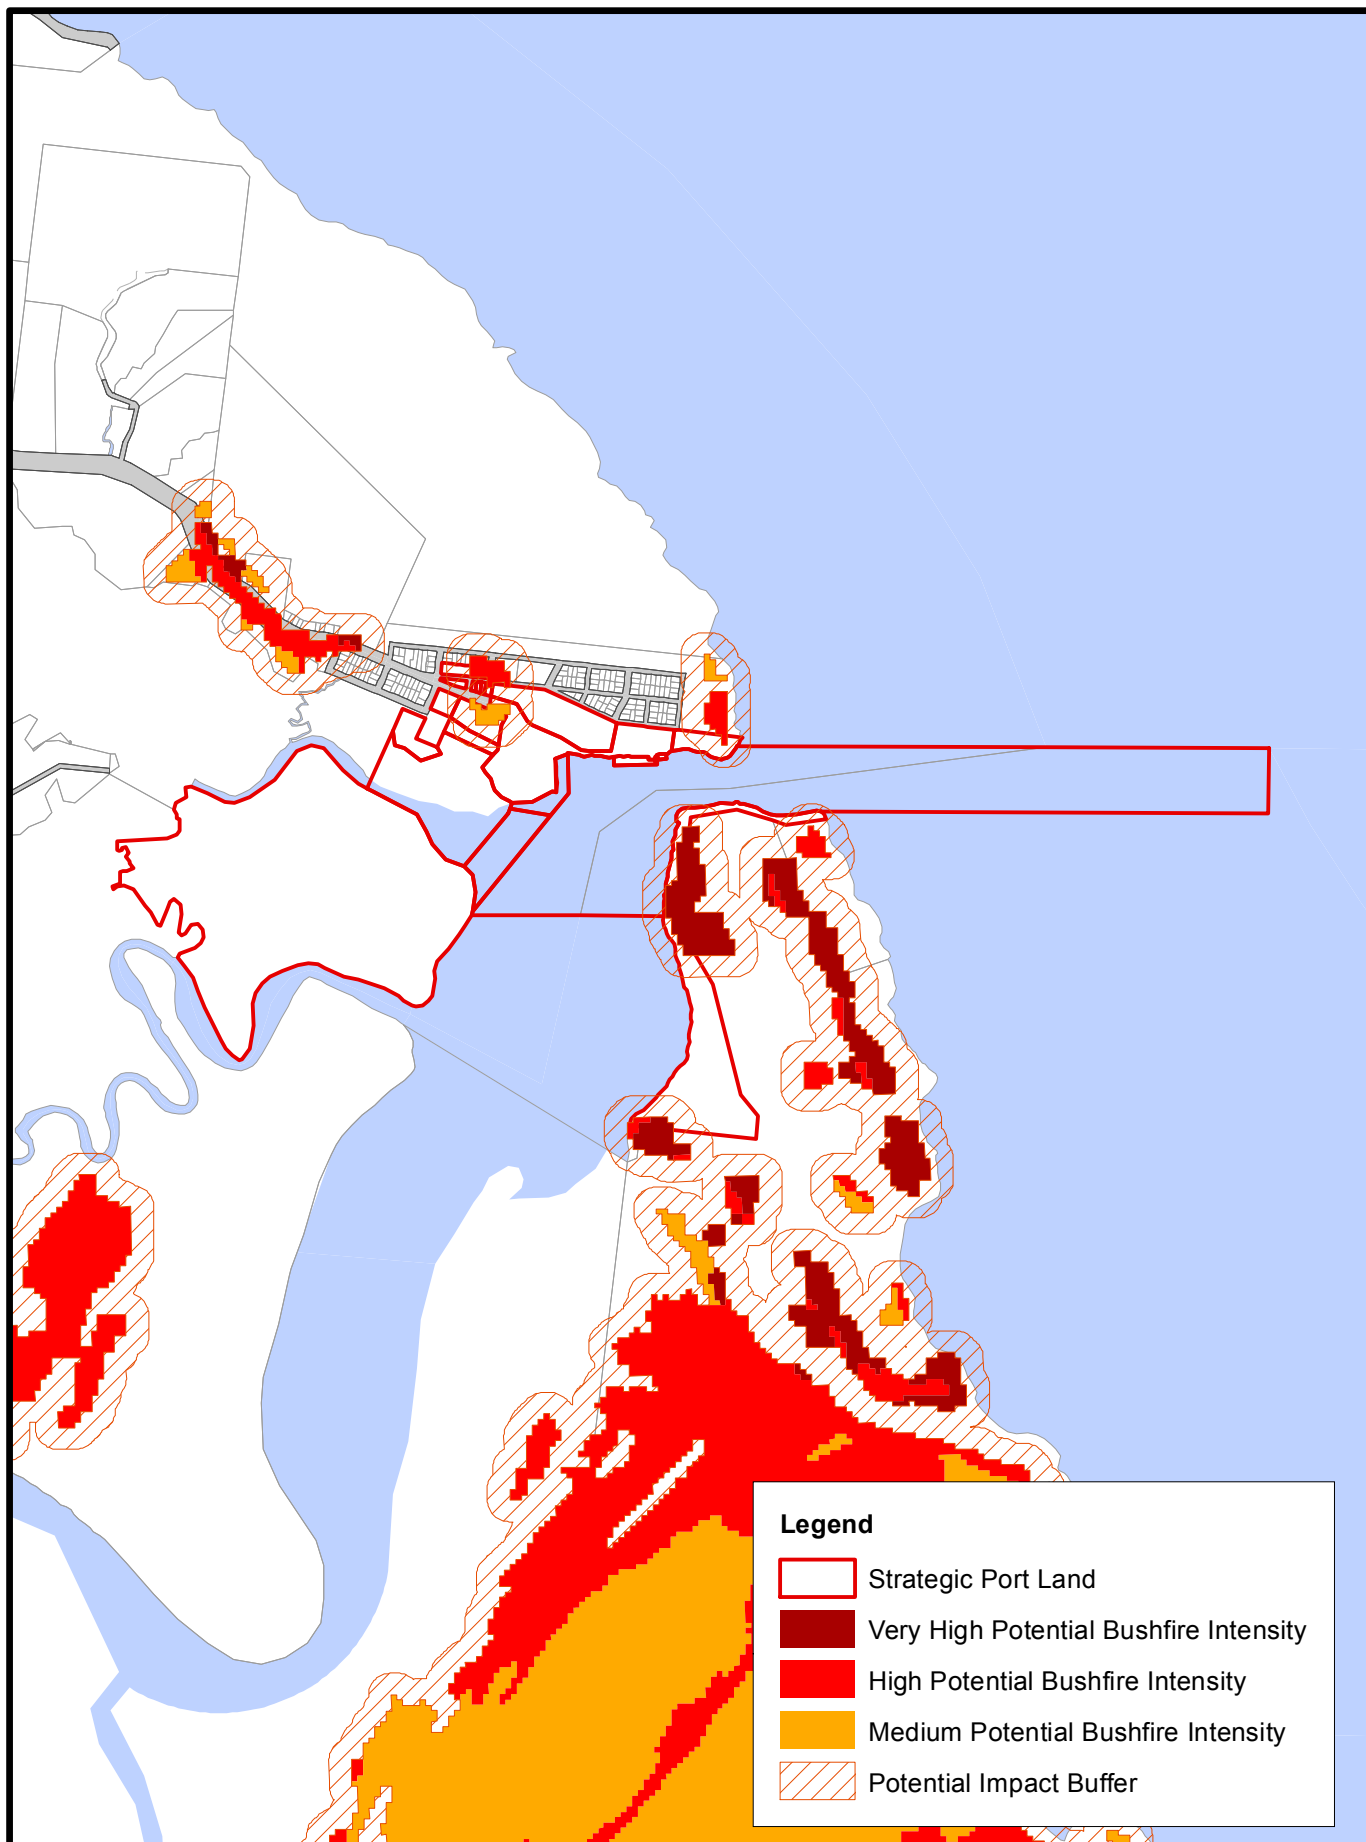 Legend
Strategic Port Land
Very High Potential Bushfire Intensity
High Potential Bushfire Intensity
Medium Potential Bushfire Intensity
Potential Impact Buffer